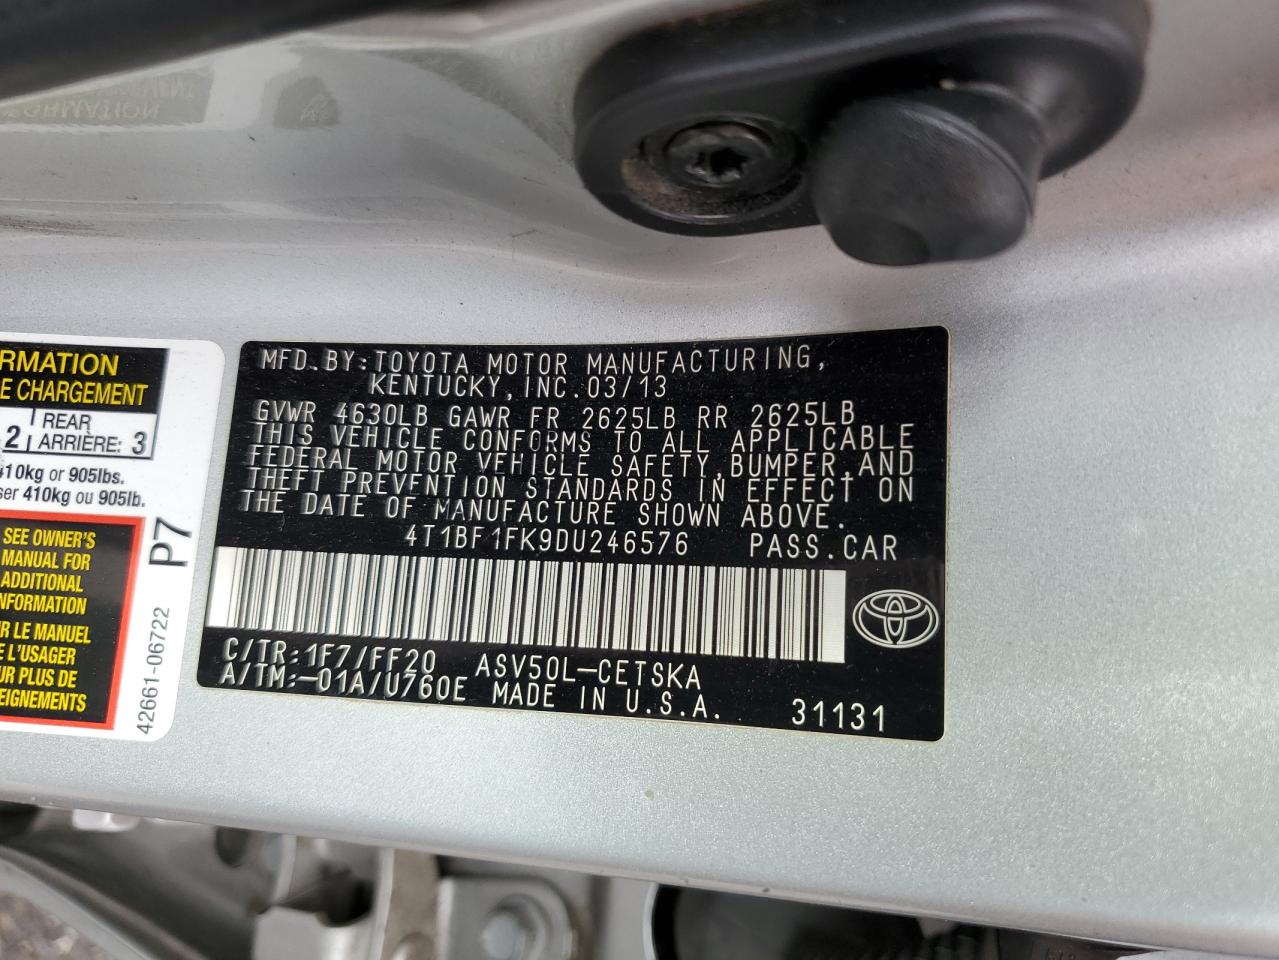 RMATION
E CHARGEMENT
2 REAR ARRIÈRE: 3
410kg or 905lbs.
ser 410kg ou 905lb.
SEE OWNER'S
MANUAL FOR
ADDITIONAL
NFORMATION
R LE MANUEL
E L'USAGER
UR PLUS DE
EIGNEMENTS
P7
42661-06722
MFD.BY:TOYOTA MOTOR MANUFACTURING,
KENTUCKY,INC.03/13
GVWR 4630LB GAWR FR 2625LB RR 2625LB
THIS VEHICLE CONFORMS TO ALL APPLICABLE
FEDERAL MOTOR VEHICLE SAFETY,BUMPER,AND
THEFT PREVENTION STANDARDS IN EFFECT ON
THE DATE OF MANUFACTURE SHOWN ABOVE.
4T1BF1FK9DU246576 PASS.CAR
C/TR:1F7/FF20 ASV50L-CETSKA
A/TM:-01A/U760E MADE IN U.S.A. 31131